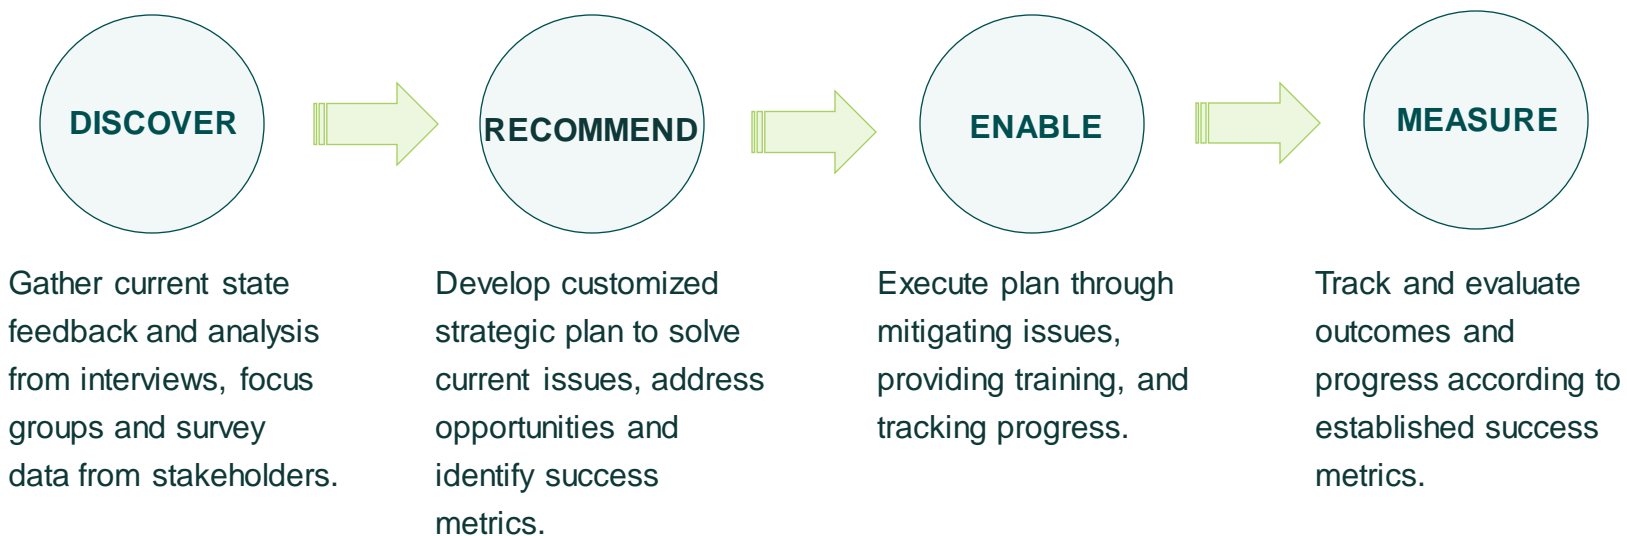 DISCOVER
RECOMMEND
ENABLE
MEASURE
Gather current state
feedback and analysis
from interviews, focus
groups and survey
data from stakeholders.
Develop customized
strategic plan to solve
current issues, address
opportunities and
identify success
metrics.
Execute plan through
mitigating issues,
providing training, and
tracking progress.
Track and evaluate
outcomes and
progress according to
established success
metrics.